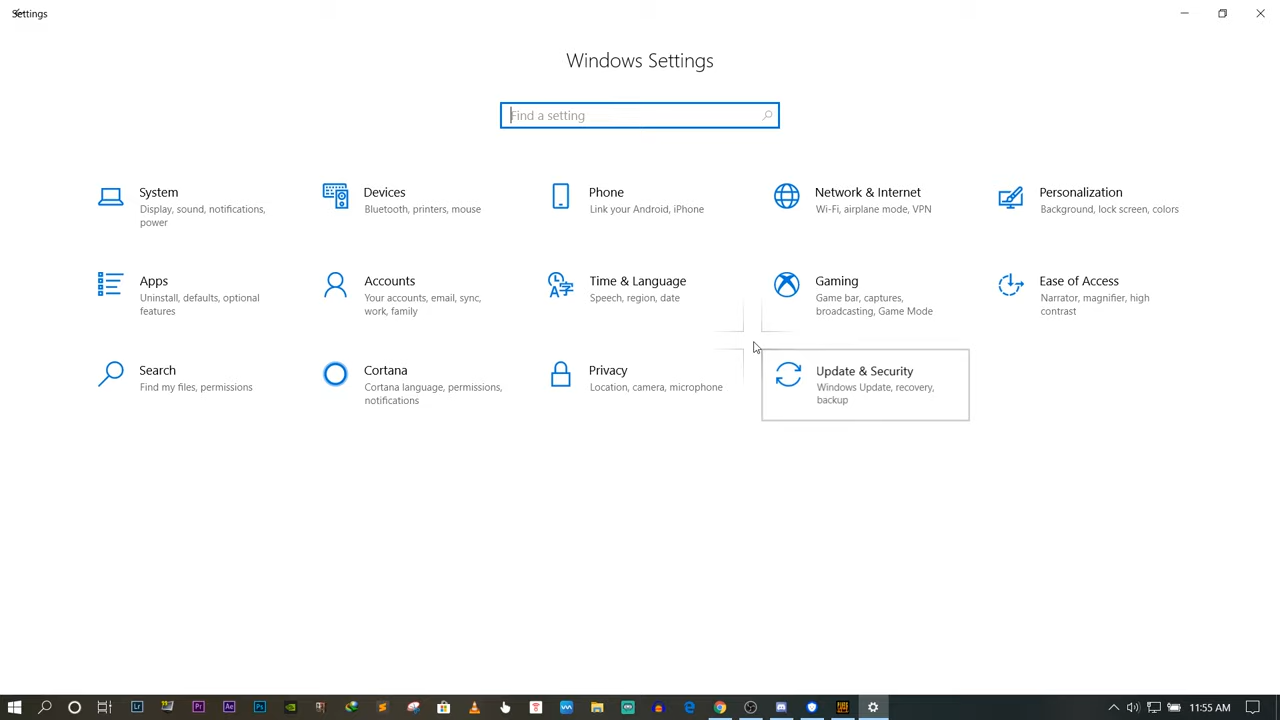 Settings
Windows Settings
Find a setting
System
Display, sound, notifications,
power
Devices
Bluetooth, printers, mouse
Phone
Link your Android, iPhone
Network & Internet
Wi-Fi, airplane mode, VPN
Personalization
Background, lock screen, colors
Apps
Uninstall, defaults, optional
features
Accounts
Your accounts, email, sync,
work, family
Time & Language
Speech, region, date
Gaming
Game bar, captures,
broadcasting, Game Mode
Ease of Access
Narrator, magnifier, high
contrast
Search
Find my files, permissions
Cortana
Cortana language, permissions,
notifications
Privacy
Location, camera, microphone
Update & Security
Windows Update, recovery,
backup
Lr
Pr
Ae
Ps
11:55 AM